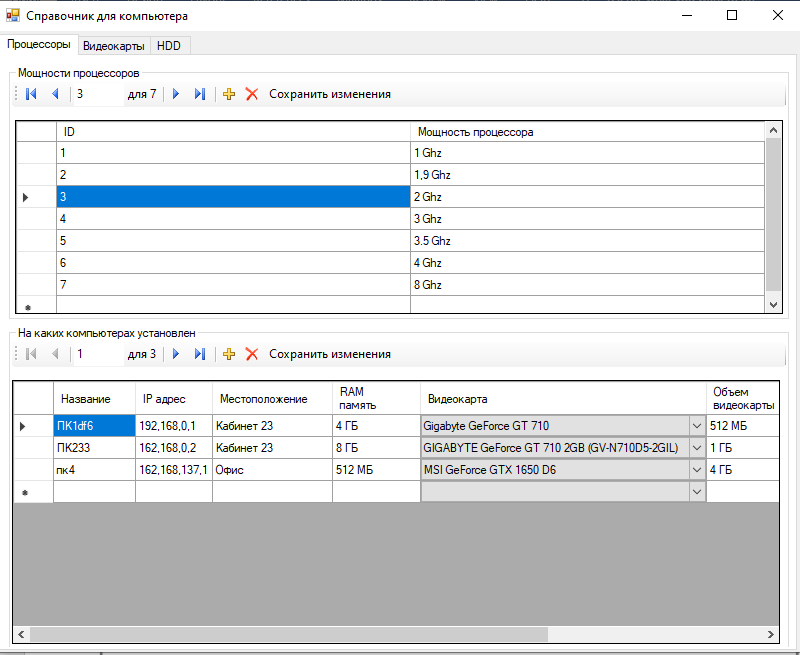 Справочник для компьютера
Процессоры Видеокарты HDD
Мощности процессоров
3 для 7 Сохранить изменения
ID Мощность процессора
1 1 Ghz
2 1,9 Ghz
3 2 Ghz
4 3 Ghz
5 3.5 Ghz
6 4 Ghz
7 8 Ghz
На каких компьютерах установлен
1 для 3 Сохранить изменения
Название IP адрес Местоположение RAM память Видеокарта Объем видеокарты
ПК1df6 192,168,0,1 Кабинет 23 4 ГБ Gigabyte GeForce GT 710 512 МБ
ПК233 162,168,0,2 Кабинет 23 8 ГБ GIGABYTE GeForce GT 710 2GB (GV-N710D5-2GIL) 1 ГБ
пк4 162,168,137,1 Офис 512 МБ MSI GeForce GTX 1650 D6 4 ГБ